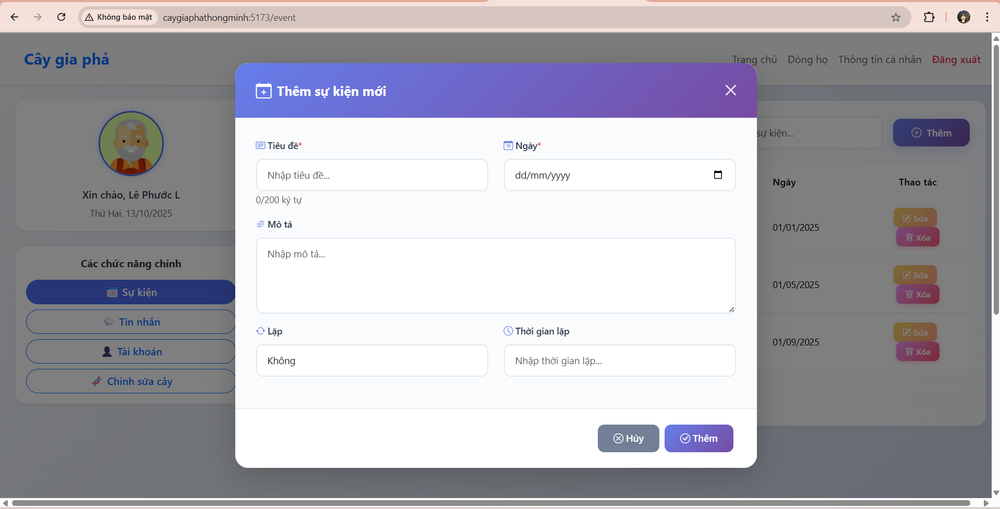 Không bảo mật
caygiaphathongminh:5173/event
Cây gia phả
Trang chủ Dòng họ Thông tin cá nhân Đăng xuất
Xin chào, Lê Phước L
Thứ Hai, 13/10/2025
Các chức năng chính
Sự kiện
Tin nhắn
Tài khoản
Chỉnh sửa cây
Thêm sự kiện mới
Tiêu đề*
Nhập tiêu đề...
0/200 ký tự
Ngày*
dd/mm/yyyy
Mô tả
Nhập mô tả...
Lặp
Không
Thời gian lặp
Nhập thời gian lặp...
Hủy
Thêm
sự kiện...
Thêm
Ngày Thao tác
01/01/2025
Sửa
Xóa
01/05/2025
Sửa
Xóa
01/09/2025
Sửa
Xóa